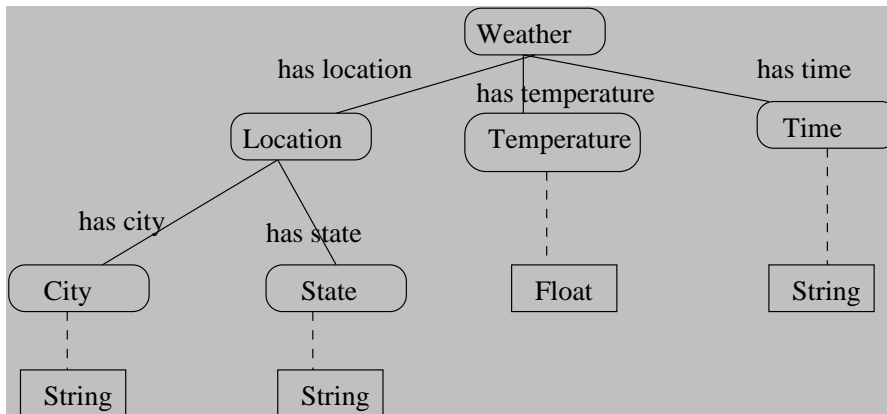 Weather
has location
has time
has temperature
Location
Temperature
Time
has city
has state
City
State
Float
String
String
String